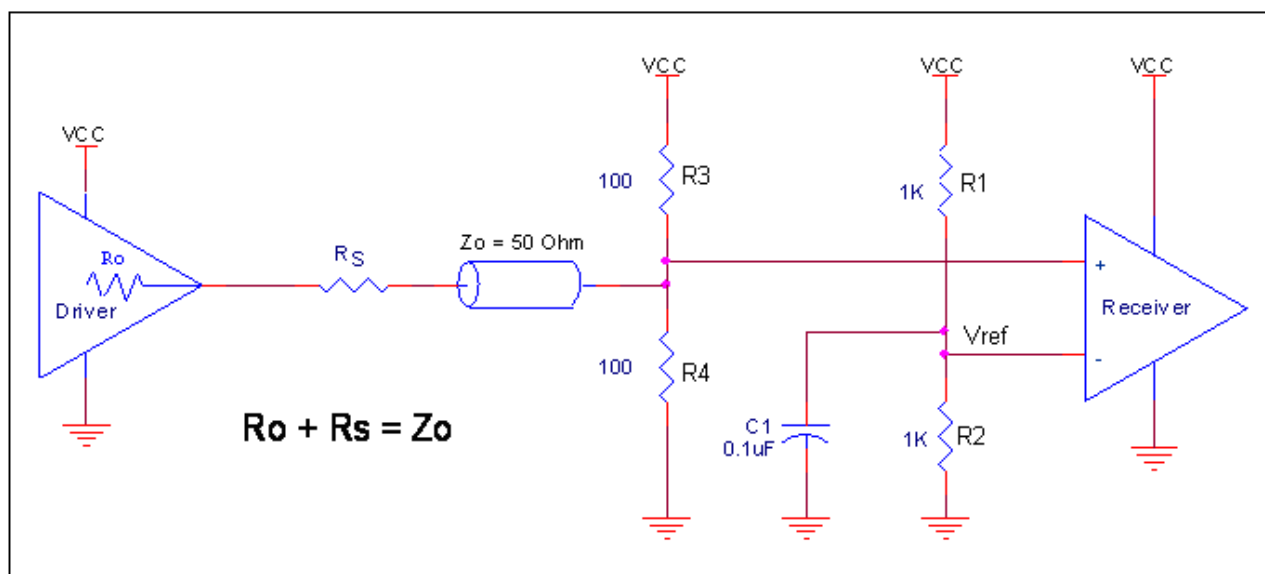 VCC
VCC
VCC
VCC
R3
100
R1
1K
Zo = 50 Ohm
RS
Ro
Driver
+
Receiver
Vref
-
R4
100
R2
1K
C1
0.1uF
Ro + Rs = Zo